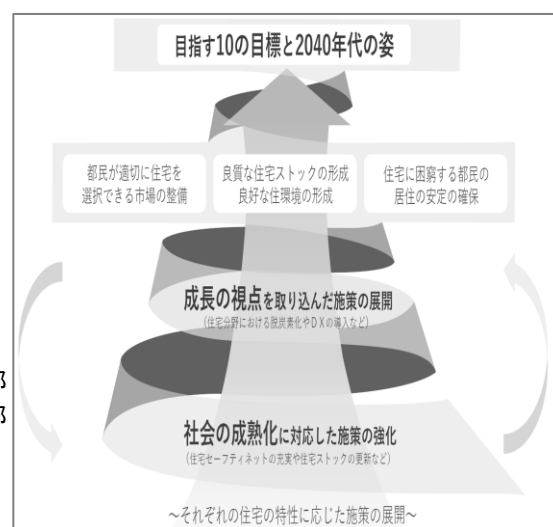 目指す10の目標と2040年代の姿
都民が適切に住宅を
選択できる市場の整備
良質な住宅ストックの形成
良好な住環境の形成
住宅に困窮する都民の
居住の安定の確保
成長の視点を取り込んだ施策の展開
(住宅分野における脱炭素化やDXの導入など)
社会の成熟化に対応した施策の強化
(住宅セーフティネットの充実や住宅ストックの更新など)
都
都
～それぞれの住宅の特性に応じた施策の展開～